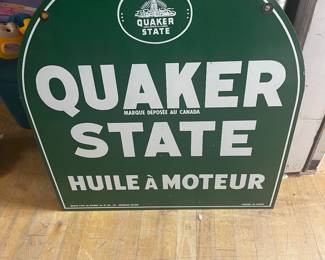 QUAKER
STATE
QUAKER
MARQUE DÉPOSÉE AU CANADA
STATE
HUILE À MOTEUR